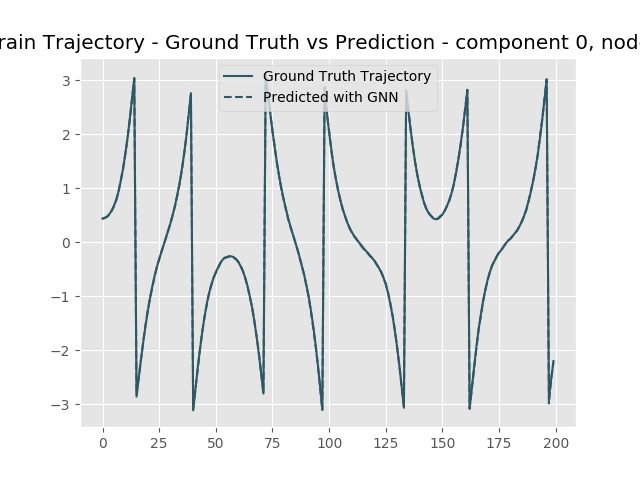 rain Trajectory - Ground Truth vs Prediction - component 0, nod
Ground Truth Trajectory
Predicted with GNN
3
2
1
0
−1
−2
−3
0 25 50 75 100 125 150 175 200